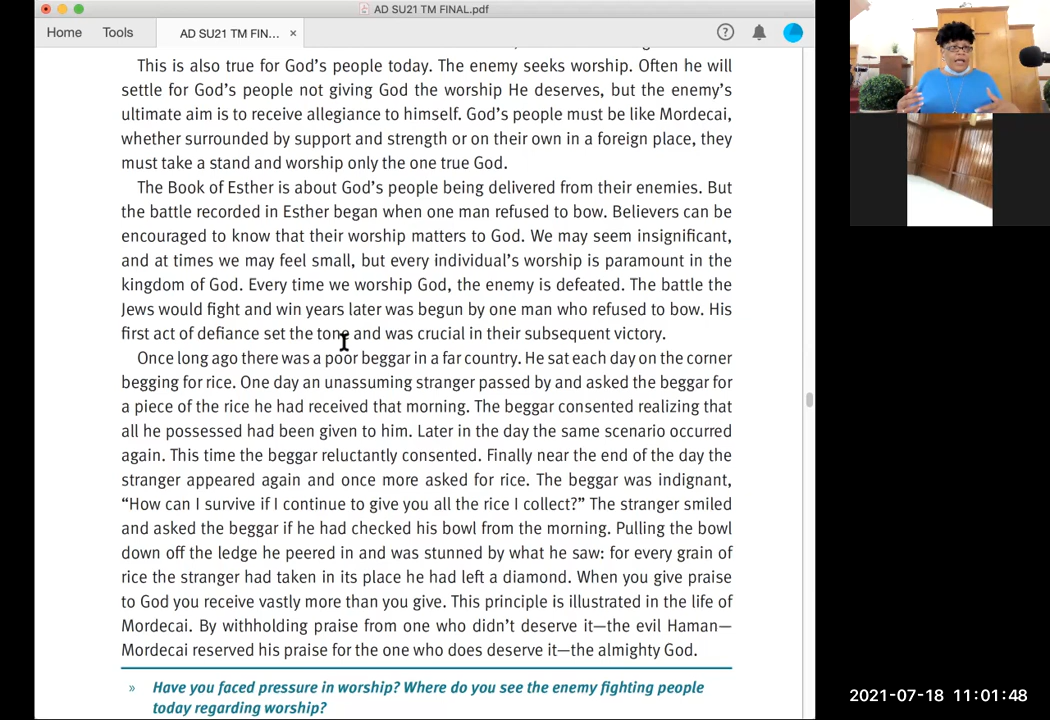 AD SU21 TM FINAL.pdf
Home Tools AD SU21 TM FIN... ×
This is also true for God's people today. The enemy seeks worship. Often he will
settle for God's people not giving God the worship He deserves, but the enemy's
ultimate aim is to receive allegiance to himself. God's people must be like Mordecai,
whether surrounded by support and strength or on their own in a foreign place, they
must take a stand and worship only the one true God.
The Book of Esther is about God's people being delivered from their enemies. But
the battle recorded in Esther began when one man refused to bow. Believers can be
encouraged to know that their worship matters to God. We may seem insignificant,
and at times we may feel small, but every individual's worship is paramount in the
kingdom of God. Every time we worship God, the enemy is defeated. The battle the
Jews would fight and win years later was begun by one man who refused to bow. His
first act of defiance set the tone and was crucial in their subsequent victory.
Once long ago there was a poor beggar in a far country. He sat each day on the corner
begging for rice. One day an unassuming stranger passed by and asked the beggar for
a piece of the rice he had received that morning. The beggar consented realizing that
all he possessed had been given to him. Later in the day the same scenario occurred
again. This time the beggar reluctantly consented. Finally near the end of the day the
stranger appeared again and once more asked for rice. The beggar was indignant,
“How can I survive if I continue to give you all the rice I collect?” The stranger smiled
and asked the beggar if he had checked his bowl from the morning. Pulling the bowl
down off the ledge he peered in and was stunned by what he saw: for every grain of
rice the stranger had taken in its place he had left a diamond. When you give praise
to God you receive vastly more than you give. This principle is illustrated in the life of
Mordecai. By withholding praise from one who didn't deserve it—the evil Haman—
Mordecai reserved his praise for the one who does deserve it—the almighty God.
» Have you faced pressure in worship? Where do you see the enemy fighting people
today regarding worship?
2021-07-18 11:01:48